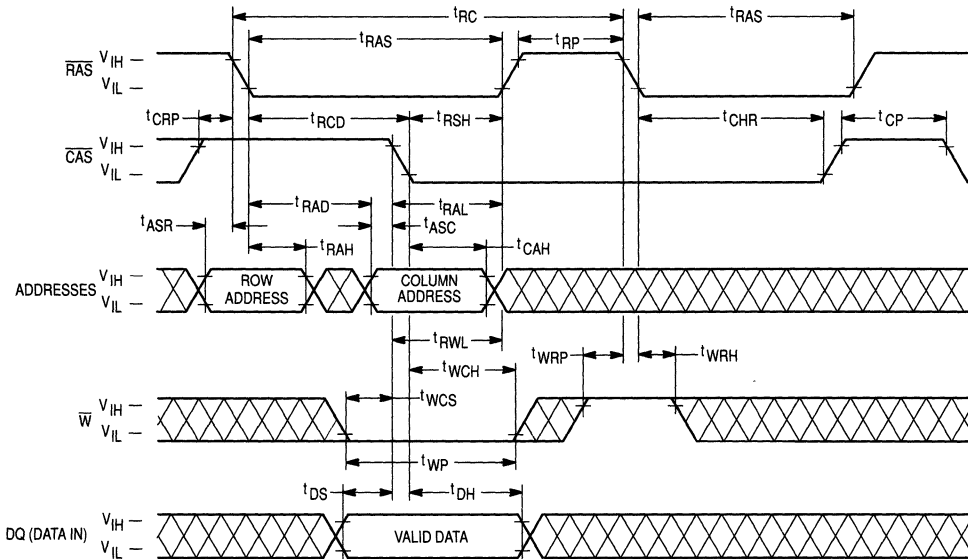 tRC
tRAS tRP tRAS
RAS VIH
VIL
tCRP tRCD tRSH tCHR tCP
CAS VIH
VIL
tRAD tRAL
tASR tASC
tRAH tCAH
ADDRESSES VIH
VIL
ROW ADDRESS
COLUMN ADDRESS
tRWL
tWCH tWRP tWRH
tWCS
W VIH
VIL
tWP
tDS tDH
DQ (DATA IN) VIH
VIL
VALID DATA